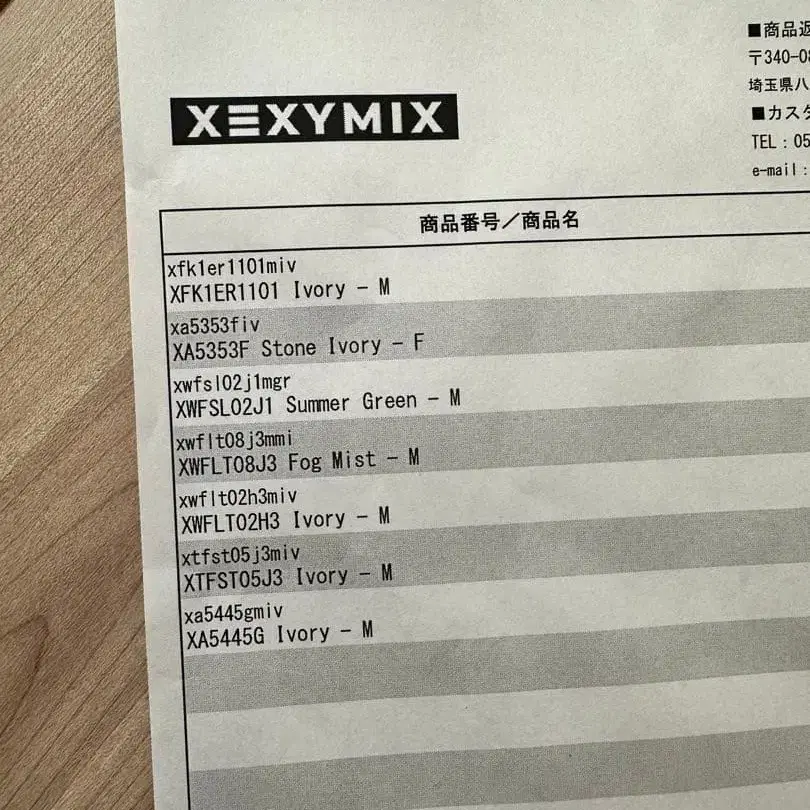 XEXYMIX
■商品返
〒340-08
埼玉県八
■カスタ
TEL：05
e-mail：
商品番号／商品名
xfk1er1101miv
XFK1ER1101 Ivory - M
xa5353fiv
XA5353F Stone Ivory - F
xwfsl02j1mgr
XWFSL02J1 Summer Green - M
xwflt08j3mmi
XWFLT08J3 Fog Mist - M
xwflt02h3miv
XWFLT02H3 Ivory - M
xtfst05j3miv
XTFST05J3 Ivory - M
xa5445gmiv
XA5445G Ivory - M